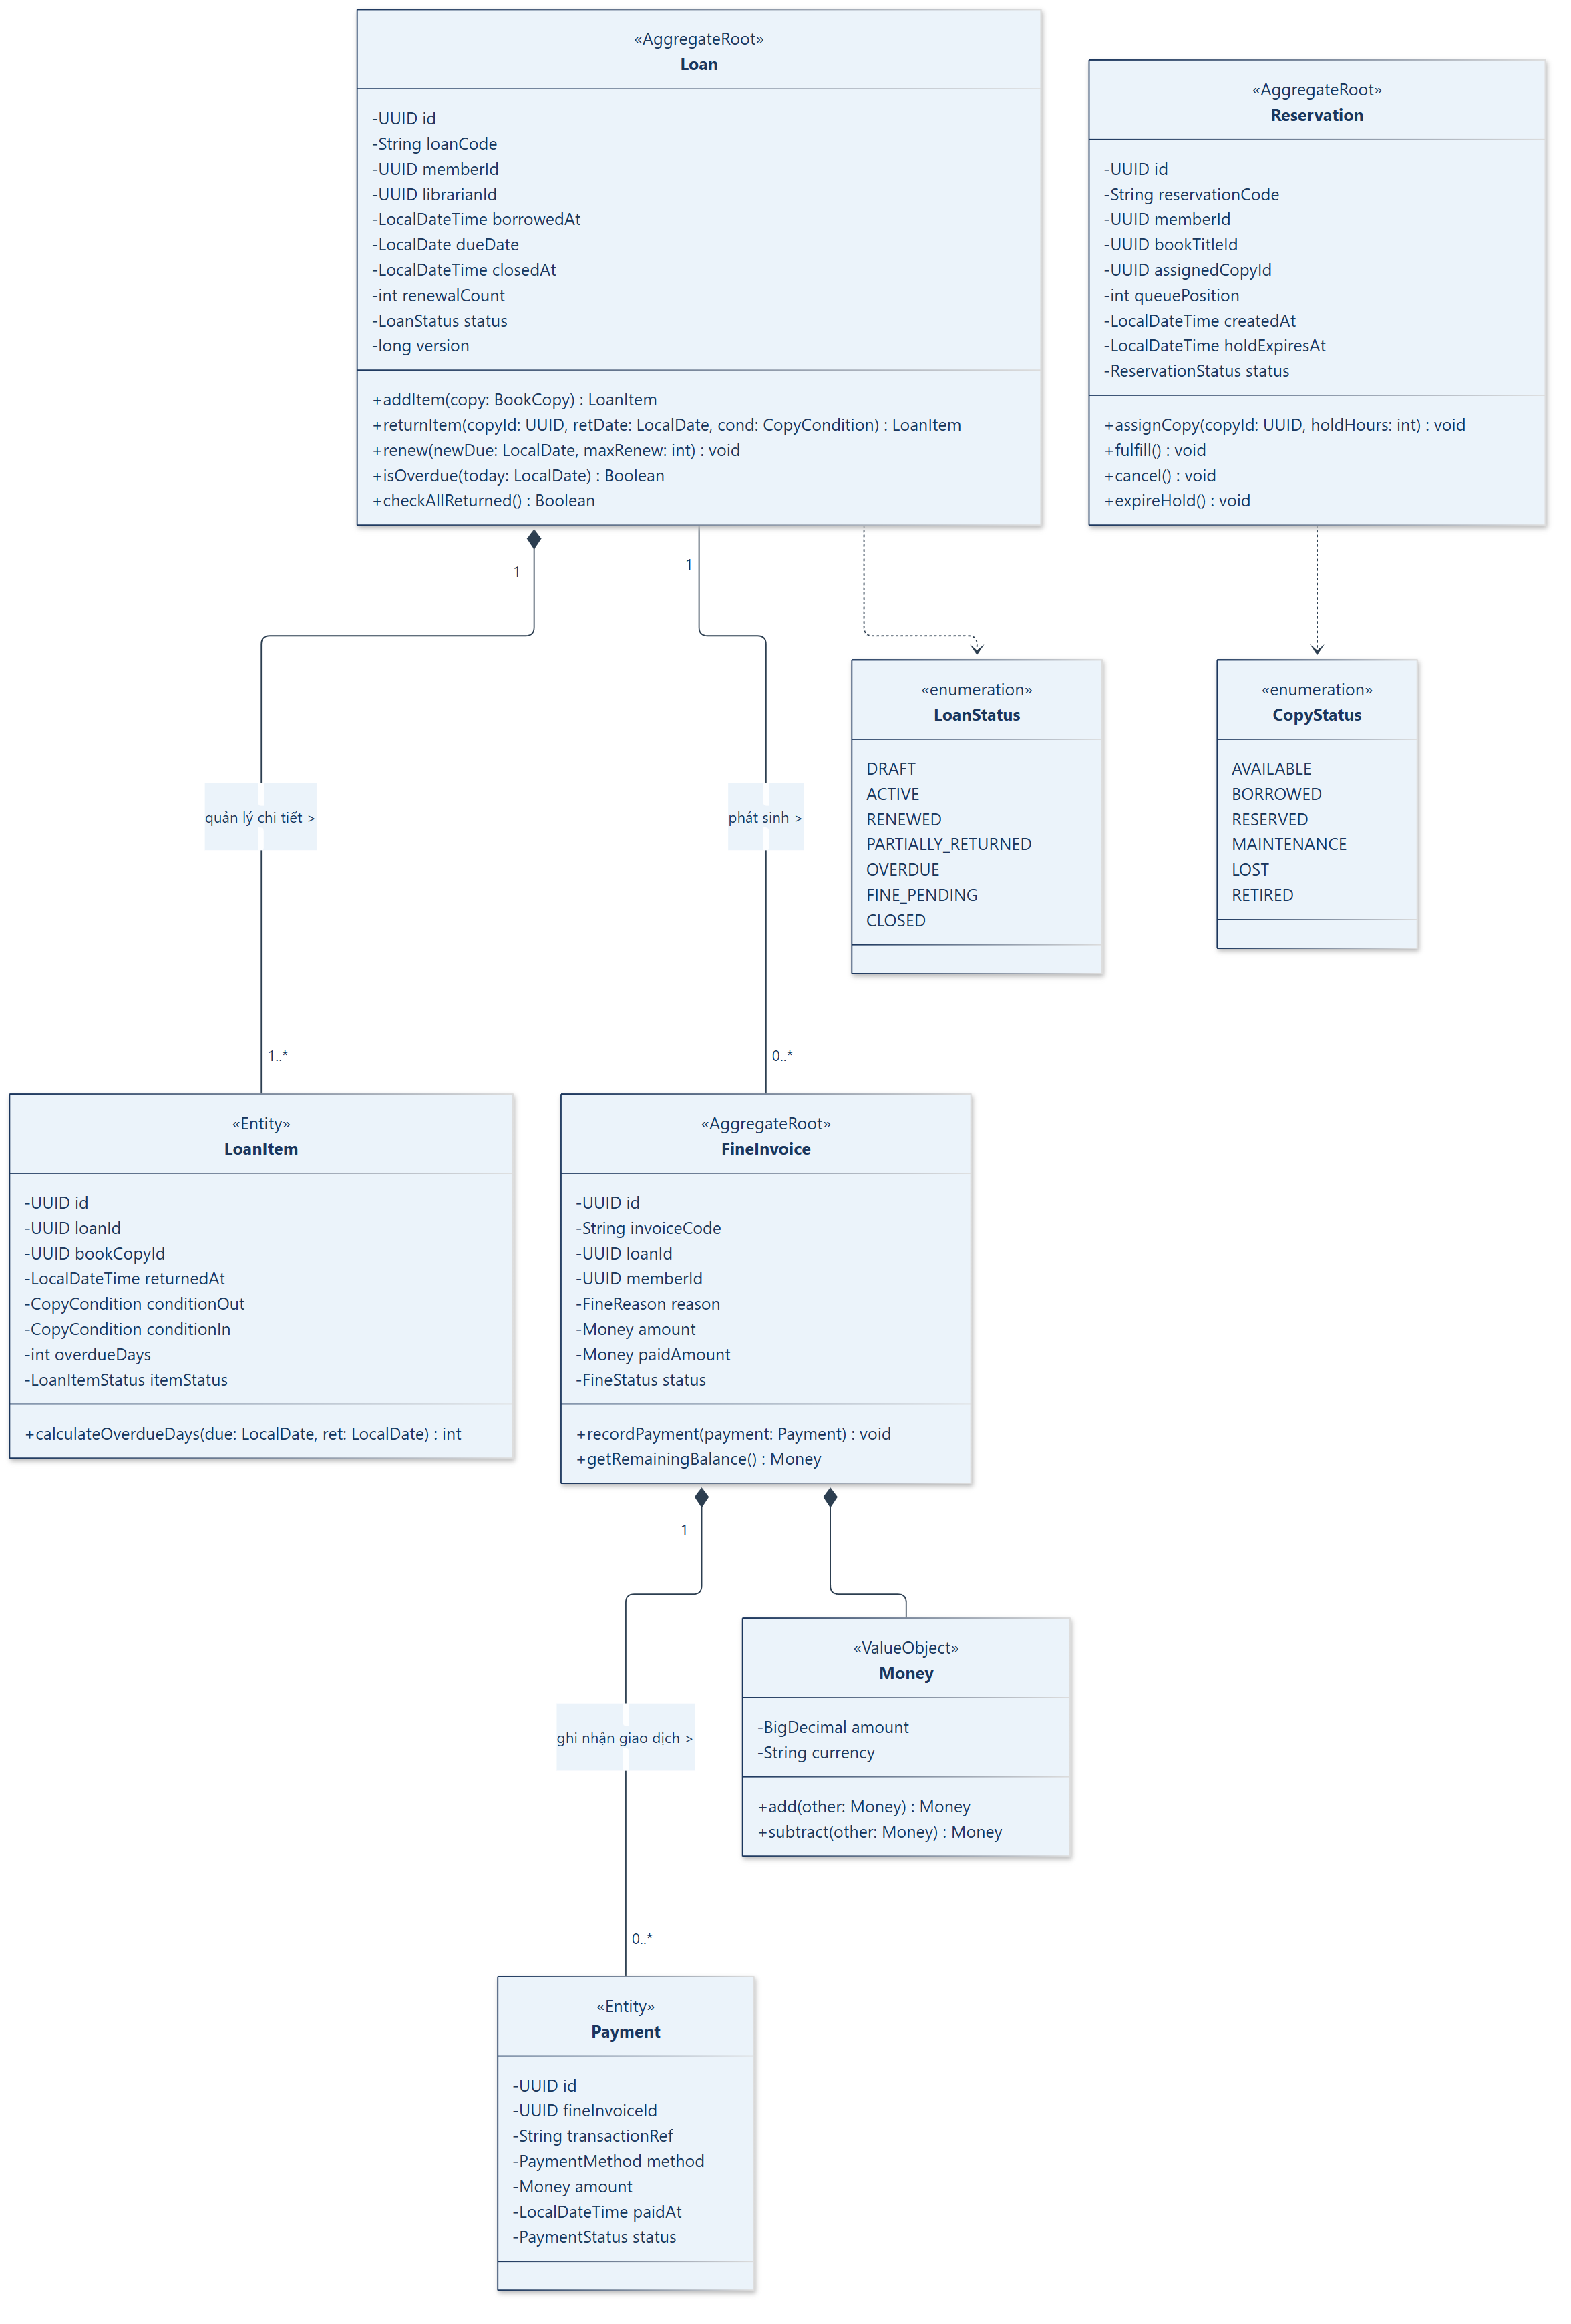 «AggregateRoot»
Loan
-UUID id
-String loanCode
-UUID memberId
-UUID librarianId
-LocalDateTime borrowedAt
-LocalDate dueDate
-LocalDateTime closedAt
-int renewalCount
-LoanStatus status
-long version
+addItem(copy: BookCopy) : LoanItem
+returnItem(copyId: UUID, retDate: LocalDate, cond: CopyCondition) : LoanItem
+renew(newDue: LocalDate, maxRenew: int) : void
+isOverdue(today: LocalDate) : Boolean
+checkAllReturned() : Boolean
«AggregateRoot»
Reservation
-UUID id
-String reservationCode
-UUID memberId
-UUID bookTitleId
-UUID assignedCopyId
-int queuePosition
-LocalDateTime createdAt
-LocalDateTime holdExpiresAt
-ReservationStatus status
+assignCopy(copyId: UUID, holdHours: int) : void
+fulfill() : void
+cancel() : void
+expireHold() : void
1
1
quản lý chi tiết >
phát sinh >
«enumeration»
LoanStatus
DRAFT
ACTIVE
RENEWED
PARTIALLY_RETURNED
OVERDUE
FINE_PENDING
CLOSED
«enumeration»
CopyStatus
AVAILABLE
BORROWED
RESERVED
MAINTENANCE
LOST
RETIRED
1..*
0..*
«Entity»
LoanItem
-UUID id
-UUID loanId
-UUID bookCopyId
-LocalDateTime returnedAt
-CopyCondition conditionOut
-CopyCondition conditionIn
-int overdueDays
-LoanItemStatus itemStatus
+calculateOverdueDays(due: LocalDate, ret: LocalDate) : int
«AggregateRoot»
FineInvoice
-UUID id
-String invoiceCode
-UUID loanId
-UUID memberId
-FineReason reason
-Money amount
-Money paidAmount
-FineStatus status
+recordPayment(payment: Payment) : void
+getRemainingBalance() : Money
1
ghi nhận giao dịch >
«ValueObject»
Money
-BigDecimal amount
-String currency
+add(other: Money) : Money
+subtract(other: Money) : Money
0..*
«Entity»
Payment
-UUID id
-UUID fineInvoiceId
-String transactionRef
-PaymentMethod method
-Money amount
-LocalDateTime paidAt
-PaymentStatus status